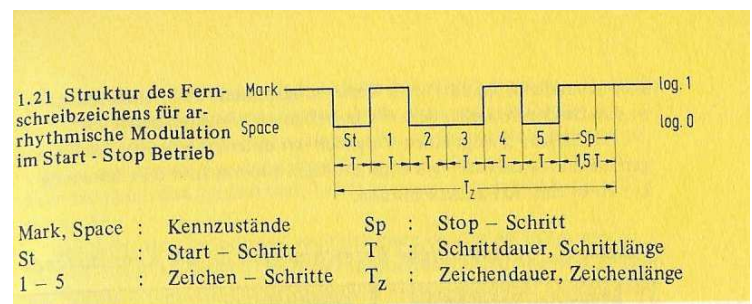 1.21 Struktur des Fern-
schreibzeichens für ar-
rhythmische Modulation
im Start - Stop Betrieb
Mark
log. 1
Space
log. 0
St 1 2 3 4 5 Sp
T T T T T T 1,5 T
Tz
Mark, Space : Kennzustände Sp : Stop – Schritt
St : Start – Schritt T : Schrittdauer, Schrittlänge
1 – 5 : Zeichen – Schritte Tz : Zeichendauer, Zeichenlänge